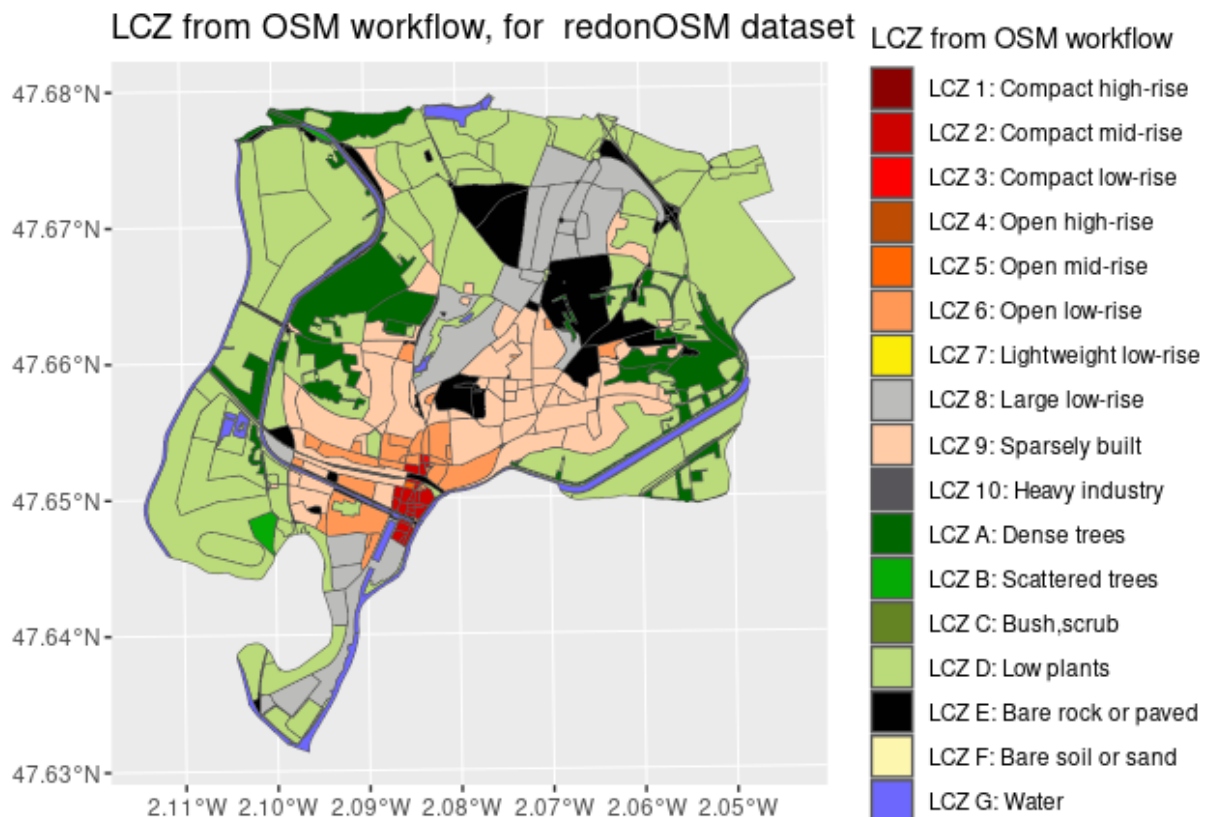 LCZ from OSM workflow, for redonOSM dataset
47.68°N
47.67°N
47.66°N
47.65°N
47.64°N
47.63°N
2.11°W 2.10°W 2.09°W 2.08°W 2.07°W 2.06°W 2.05°W
LCZ from OSM workflow
LCZ 1: Compact high-rise
LCZ 2: Compact mid-rise
LCZ 3: Compact low-rise
LCZ 4: Open high-rise
LCZ 5: Open mid-rise
LCZ 6: Open low-rise
LCZ 7: Lightweight low-rise
LCZ 8: Large low-rise
LCZ 9: Sparsely built
LCZ 10: Heavy industry
LCZ A: Dense trees
LCZ B: Scattered trees
LCZ C: Bush,scrub
LCZ D: Low plants
LCZ E: Bare rock or paved
LCZ F: Bare soil or sand
LCZ G: Water